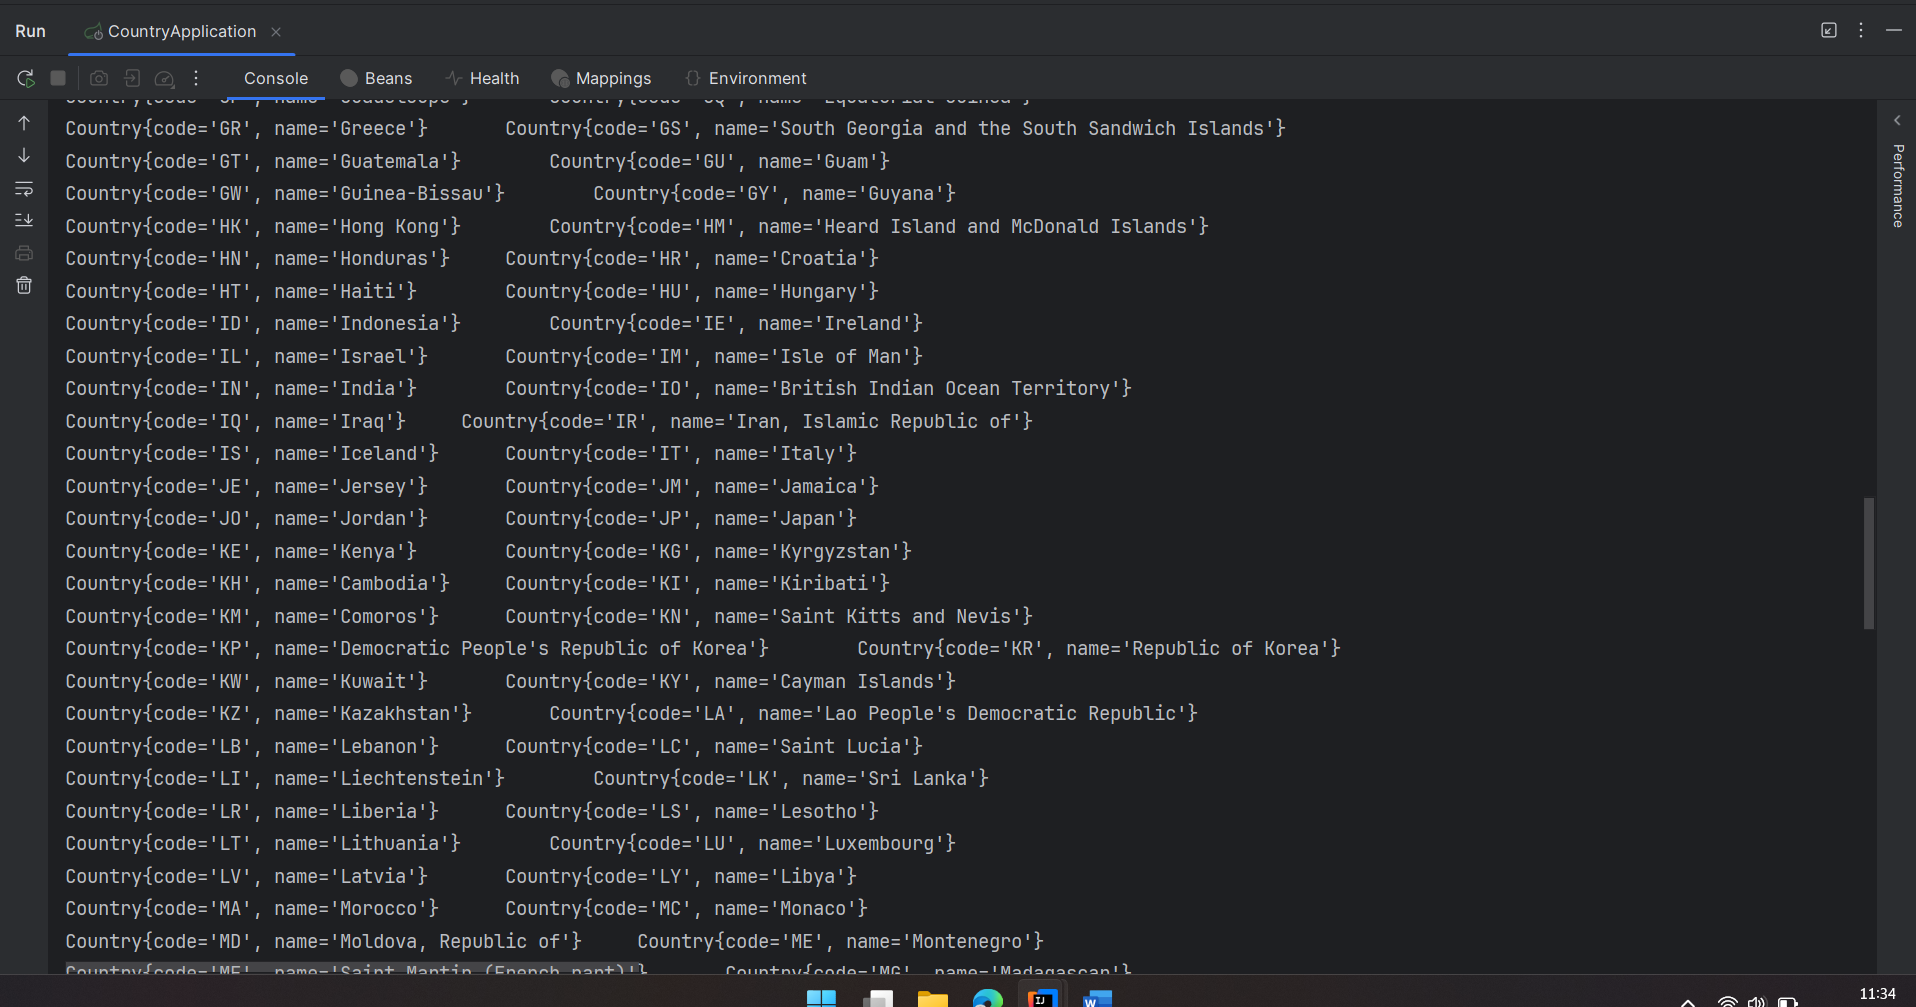 Run CountryApplication
Console Beans Health Mappings Environment
Country{code='GP', name='Guadeloupe'} Country{code='GQ', name='Equatorial Guinea'}
Country{code='GR', name='Greece'} Country{code='GS', name='South Georgia and the South Sandwich Islands'}
Country{code='GT', name='Guatemala'} Country{code='GU', name='Guam'}
Country{code='GW', name='Guinea-Bissau'} Country{code='GY', name='Guyana'}
Country{code='HK', name='Hong Kong'} Country{code='HM', name='Heard Island and McDonald Islands'}
Country{code='HN', name='Honduras'} Country{code='HR', name='Croatia'}
Country{code='HT', name='Haiti'} Country{code='HU', name='Hungary'}
Country{code='ID', name='Indonesia'} Country{code='IE', name='Ireland'}
Country{code='IL', name='Israel'} Country{code='IM', name='Isle of Man'}
Country{code='IN', name='India'} Country{code='IO', name='British Indian Ocean Territory'}
Country{code='IQ', name='Iraq'} Country{code='IR', name='Iran, Islamic Republic of'}
Country{code='IS', name='Iceland'} Country{code='IT', name='Italy'}
Country{code='JE', name='Jersey'} Country{code='JM', name='Jamaica'}
Country{code='JO', name='Jordan'} Country{code='JP', name='Japan'}
Country{code='KE', name='Kenya'} Country{code='KG', name='Kyrgyzstan'}
Country{code='KH', name='Cambodia'} Country{code='KI', name='Kiribati'}
Country{code='KM', name='Comoros'} Country{code='KN', name='Saint Kitts and Nevis'}
Country{code='KP', name='Democratic People's Republic of Korea'} Country{code='KR', name='Republic of Korea'}
Country{code='KW', name='Kuwait'} Country{code='KY', name='Cayman Islands'}
Country{code='KZ', name='Kazakhstan'} Country{code='LA', name='Lao People's Democratic Republic'}
Country{code='LB', name='Lebanon'} Country{code='LC', name='Saint Lucia'}
Country{code='LI', name='Liechtenstein'} Country{code='LK', name='Sri Lanka'}
Country{code='LR', name='Liberia'} Country{code='LS', name='Lesotho'}
Country{code='LT', name='Lithuania'} Country{code='LU', name='Luxembourg'}
Country{code='LV', name='Latvia'} Country{code='LY', name='Libya'}
Country{code='MA', name='Morocco'} Country{code='MC', name='Monaco'}
Country{code='MD', name='Moldova, Republic of'} Country{code='ME', name='Montenegro'}
Country{code='MF', name='Saint Martin (French part)'} Country{code='MG', name='Madagascar'}
Performance
IJ
W
11:34